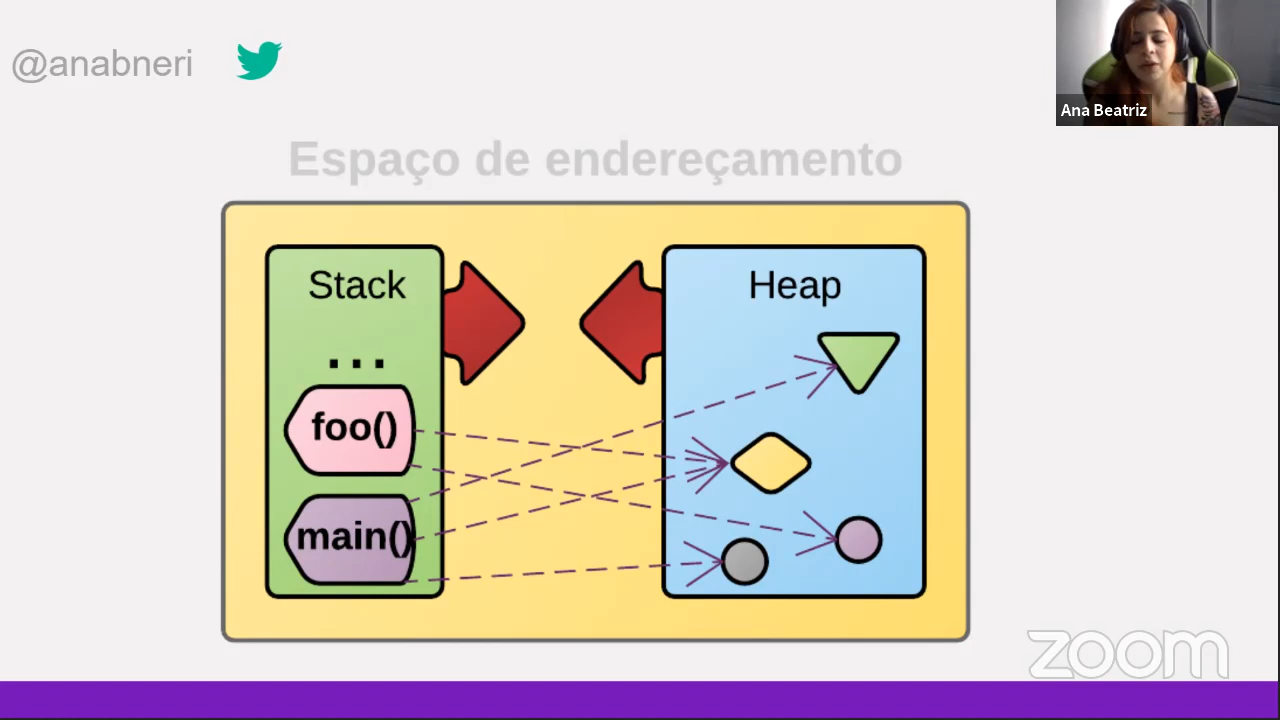 @anabneri
Ana Beatriz
Espaço de endereçamento
Stack
Heap
...
foo()
main()
zoom